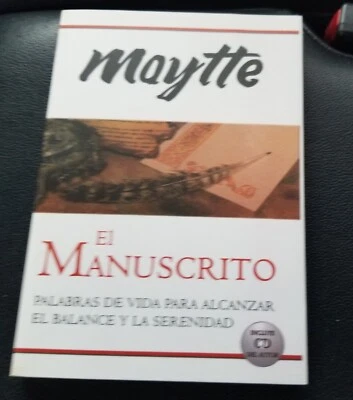 Maytte
El
MANUSCRITO
PALABRAS DE VIDA PARA ALCANZAR
EL BALANCE Y LA SERENIDAD
INCLUYE
CD